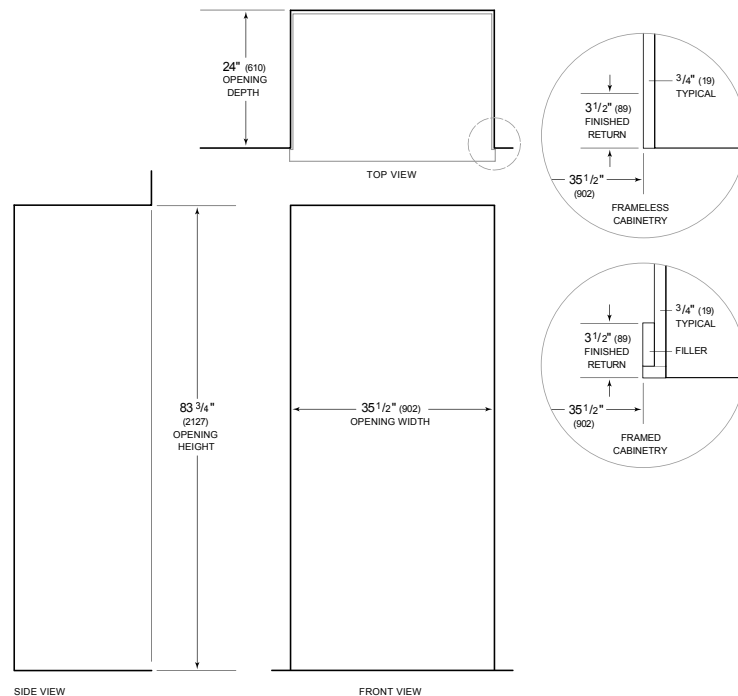 24" (610)
OPENING
DEPTH
TOP VIEW
3/4" (19)
TYPICAL
3 1/2" (89)
FINISHED
RETURN
35 1/2"
(902)
FRAMELESS
CABINETRY
3/4" (19)
TYPICAL
3 1/2" (89)
FINISHED
RETURN
FILLER
35 1/2"
(902)
FRAMED
CABINETRY
83 3/4"
(2127)
OPENING
HEIGHT
35 1/2" (902)
OPENING WIDTH
SIDE VIEW
FRONT VIEW